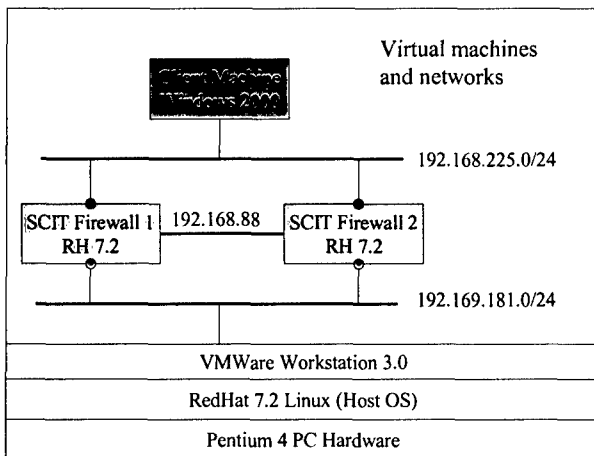 Virtual machines
and networks
Client Machine
Windows 2000
192.168.225.0/24
SCIT Firewall 1
RH 7.2
192.168.88
SCIT Firewall 2
RH 7.2
192.169.181.0/24
VMWare Workstation 3.0
RedHat 7.2 Linux (Host OS)
Pentium 4 PC Hardware